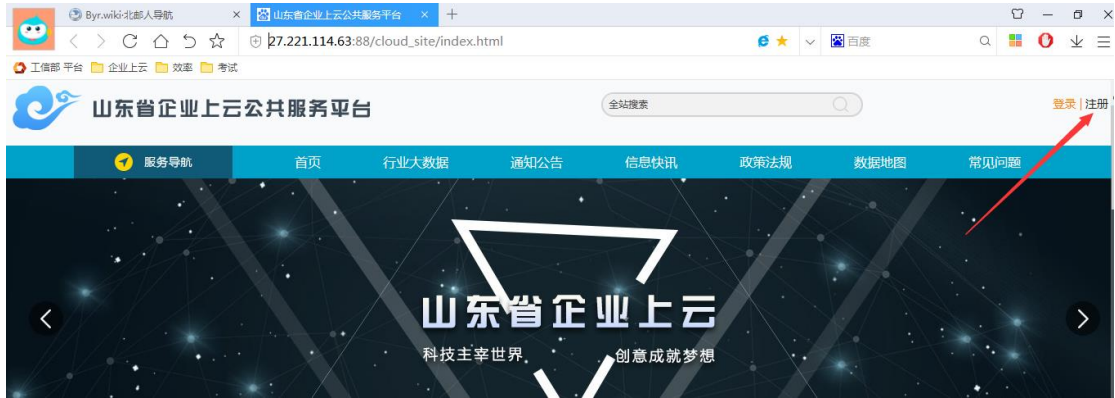 Byr.wiki-北邮人导航
山东省企业上云公共服务平台
27.221.114.63:88/cloud_site/index.html
百度
工信部 平台 企业上云 效率 考试
山东省企业上云公共服务平台
全站搜索
登录 | 注册
服务导航 首页 行业大数据 通知公告 信息快讯 政策法规 数据地图 常见问题
山东省企业上云
科技主宰世界 创意成就梦想